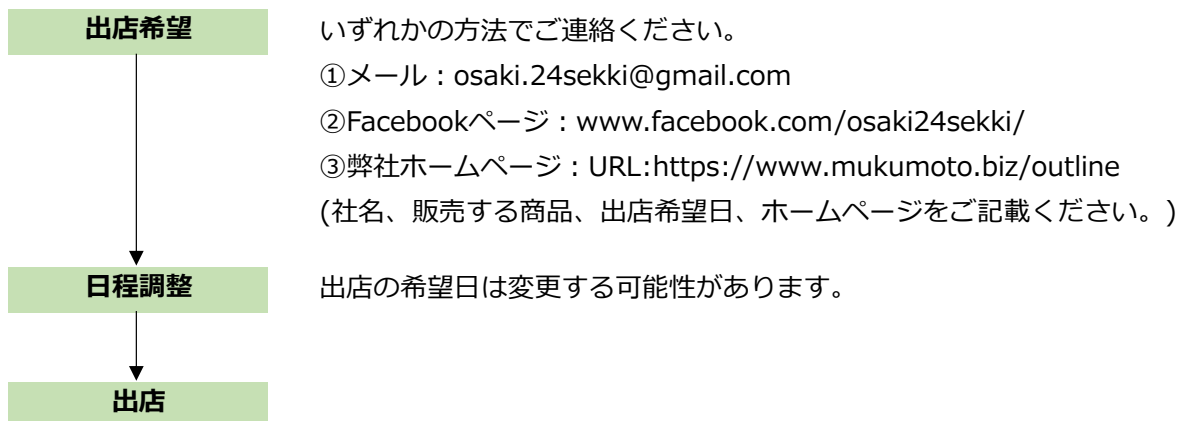 出店希望
いずれかの方法でご連絡ください。
①メール：osaki.24sekki@gmail.com
②Facebookページ：www.facebook.com/osaki24sekki/
③弊社ホームページ：URL:https://www.mukumoto.biz/outline
(社名、販売する商品、出店希望日、ホームページをご記載ください。)
日程調整
出店の希望日は変更する可能性があります。
出店